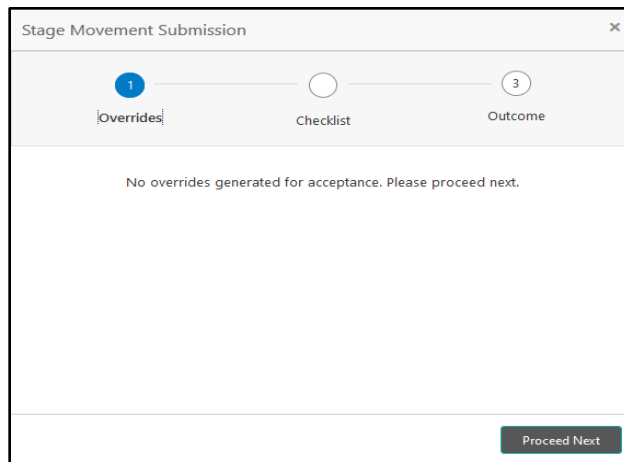 Stage Movement Submission ×
1
3
Overrides
Checklist
Outcome
No overrides generated for acceptance. Please proceed next.
Proceed Next